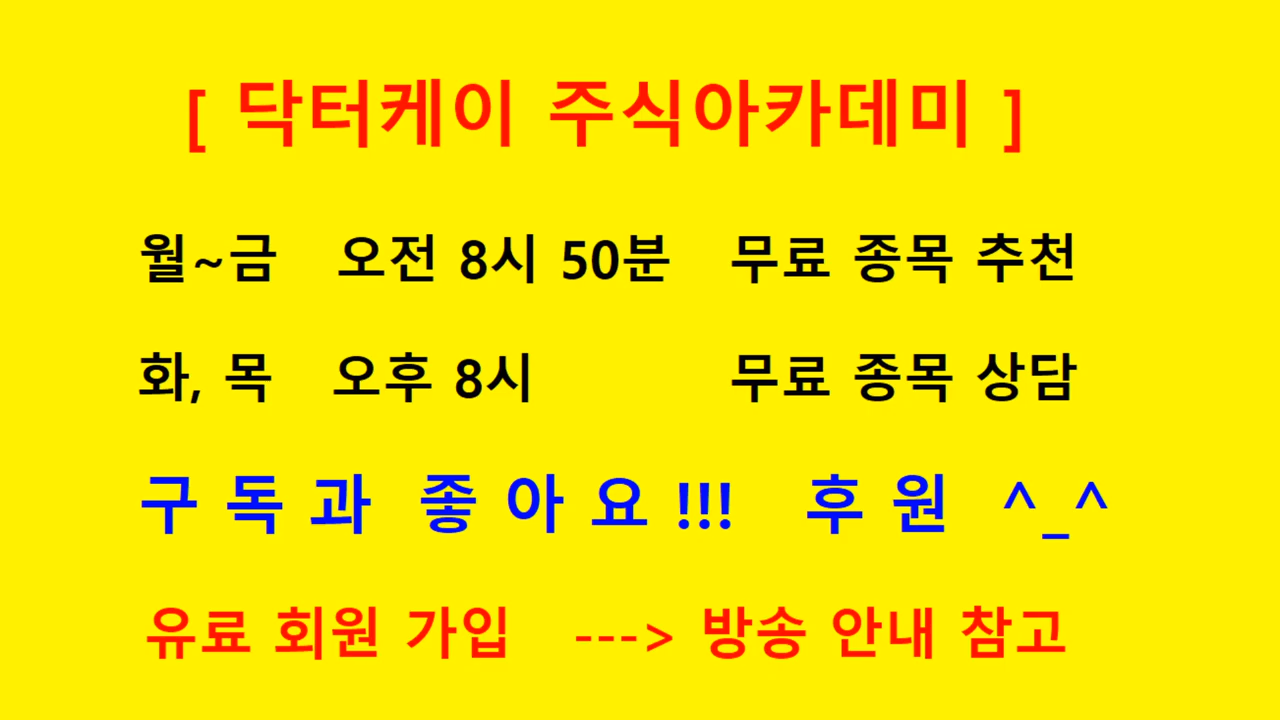 [ 닥터케이 주식아카데미 ]
월~금 오전 8시 50분 무료 종목 추천
화, 목 오후 8시 무료 종목 상담
구 독 과 좋 아 요 !!! 후 원 ^_^
유료 회원 가입 ---> 방송 안내 참고